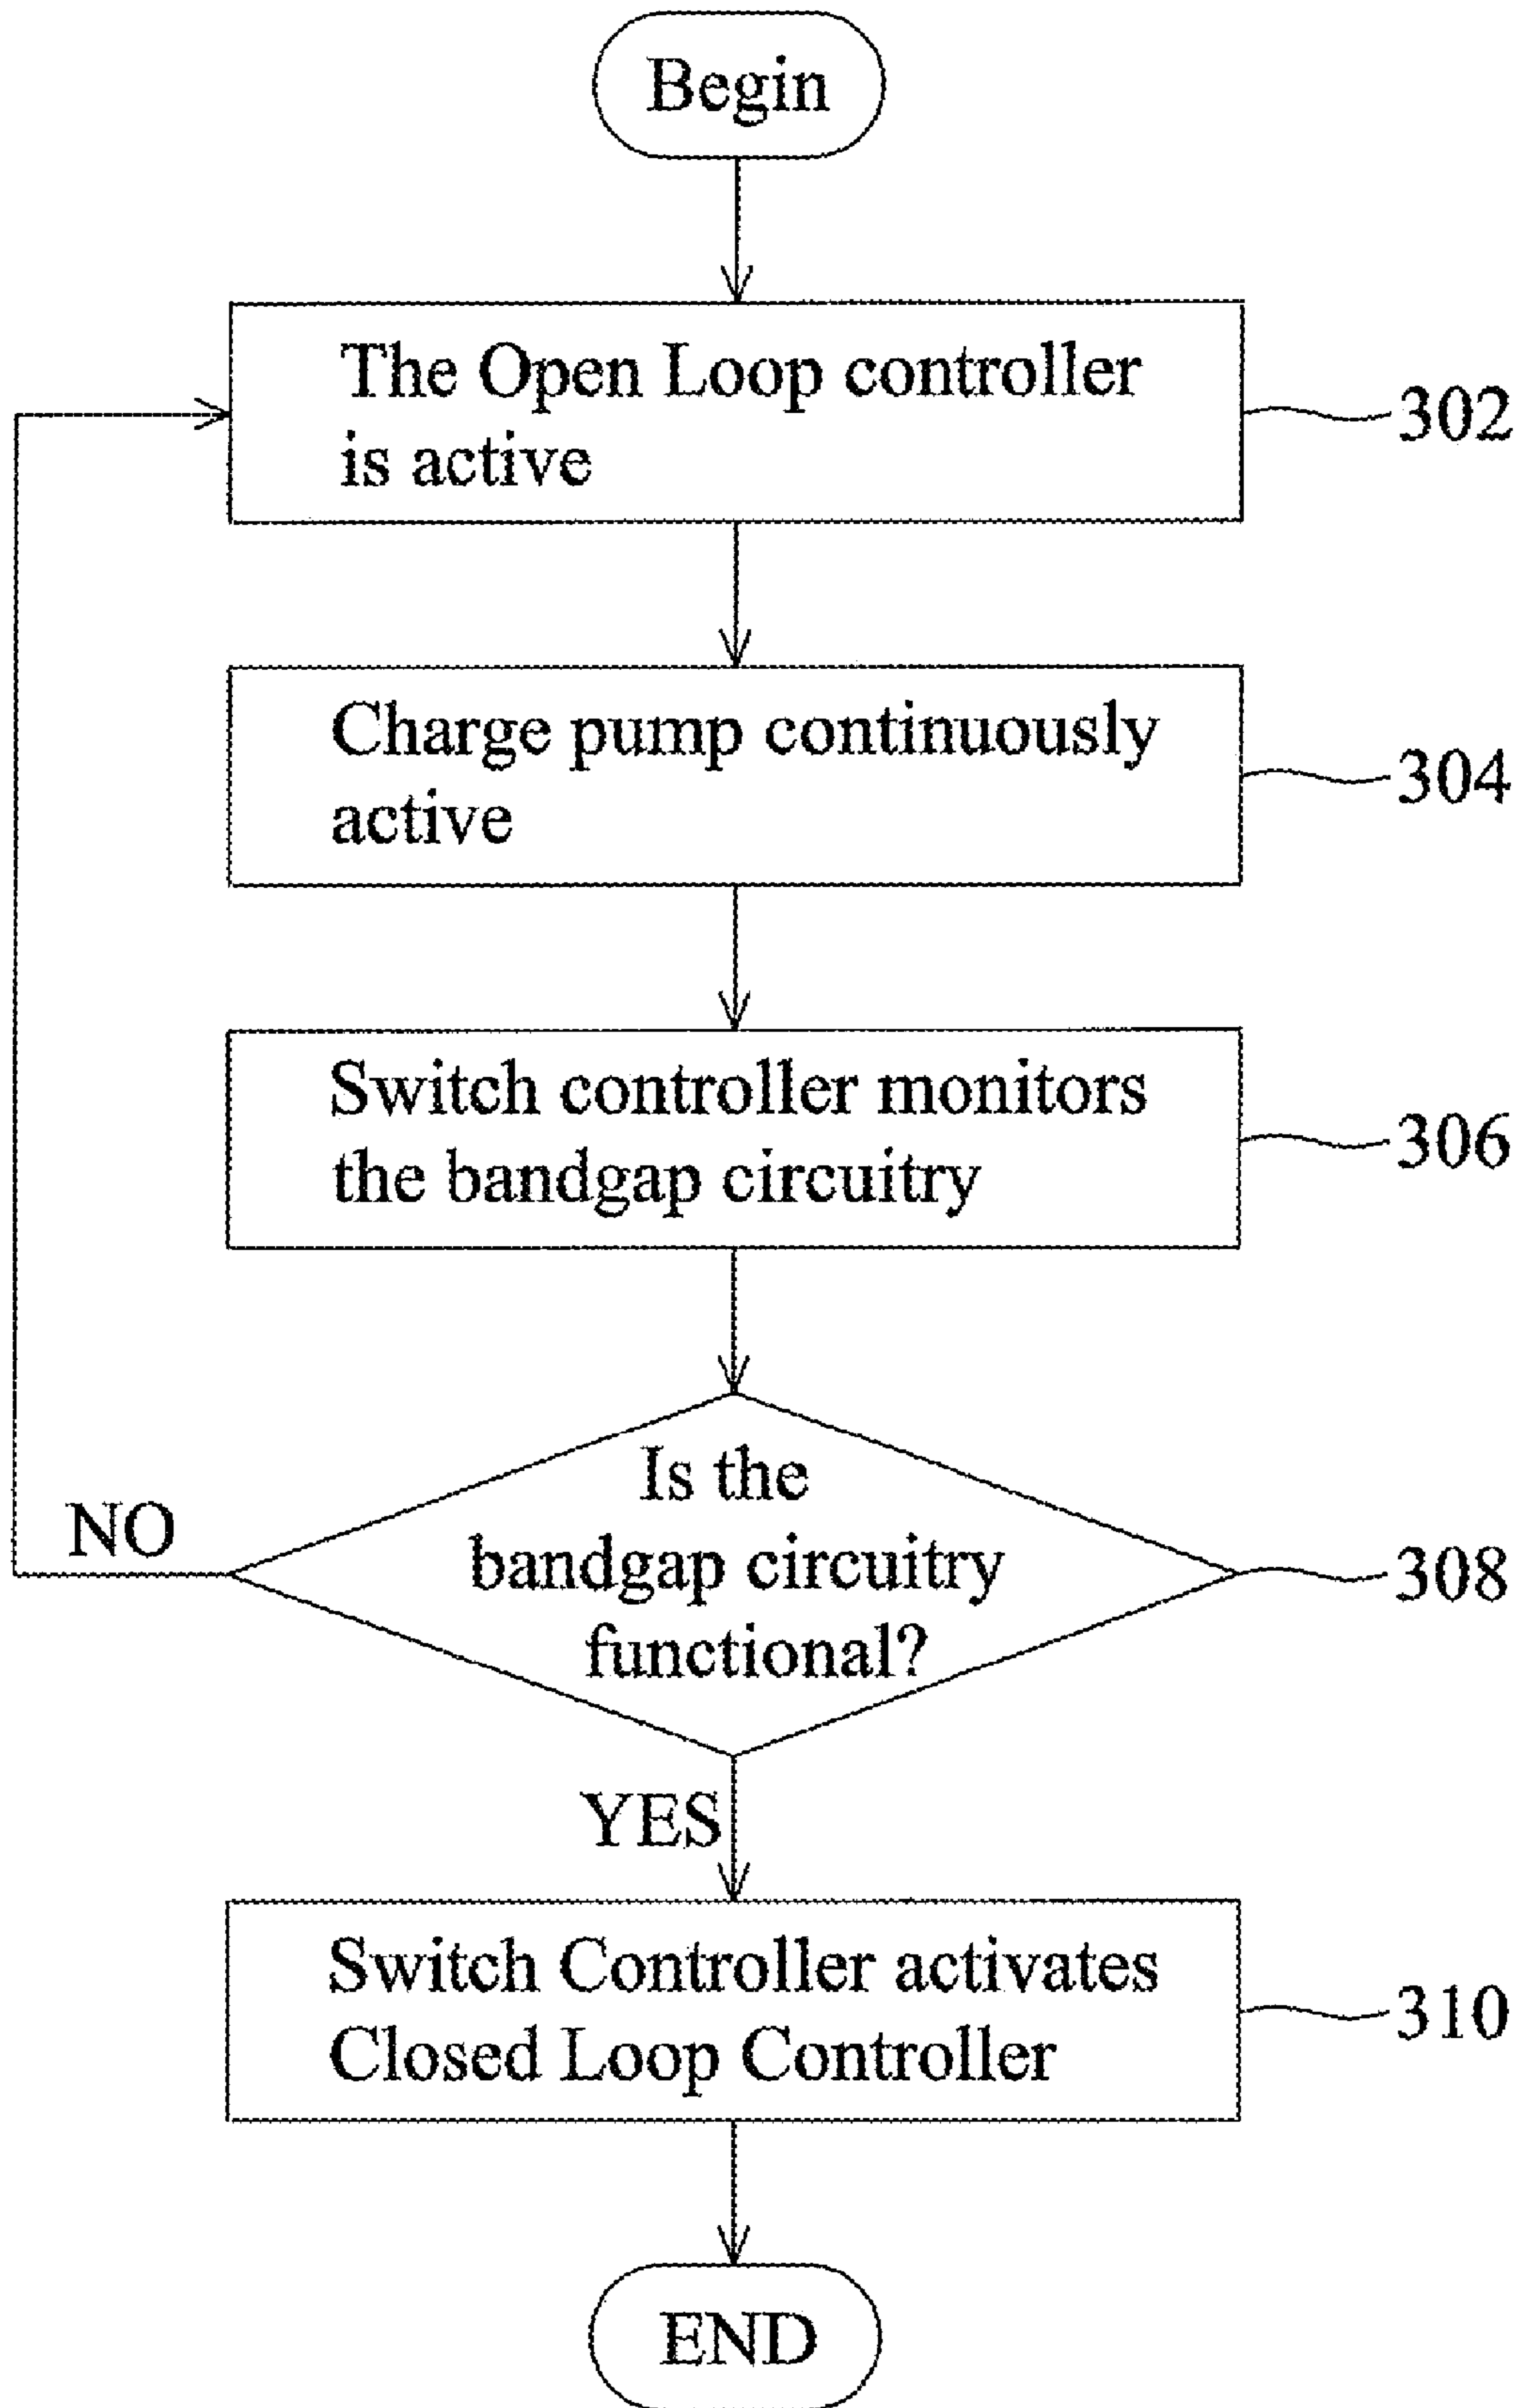 Begin
The Open Loop controller
is active
302
Charge pump continuously
active
304
Switch controller monitors
the bandgap circuitry
306
Is the
bandgap circuitry
functional?
308
NO
YES
Switch Controller activates
Closed Loop Controller
310
END